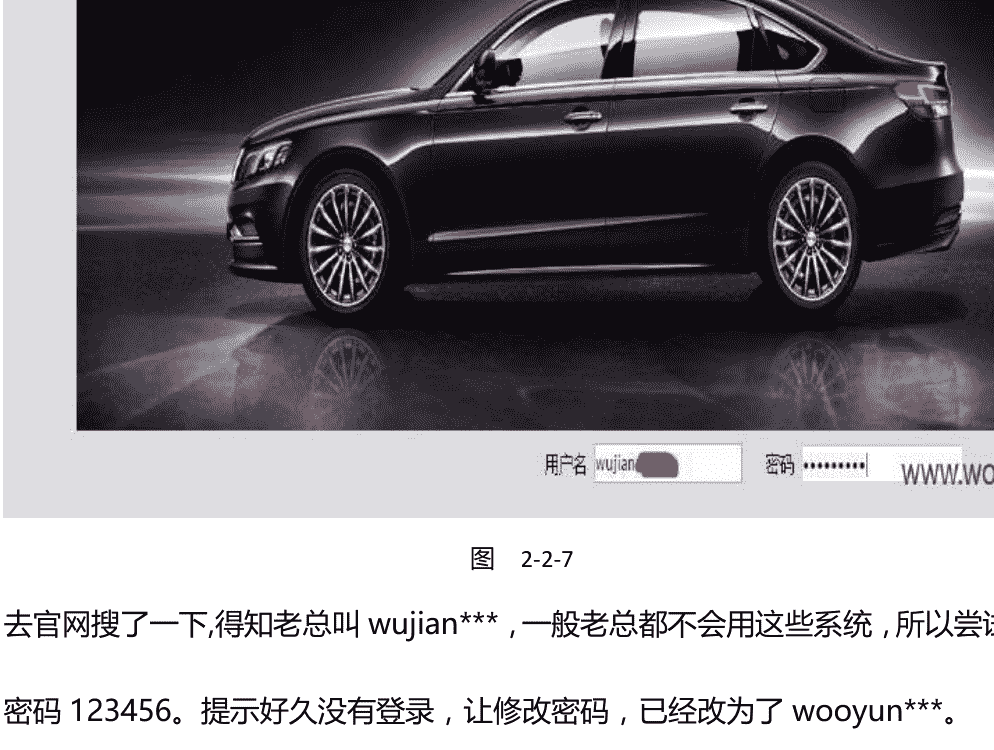 用户名 wujian 密码 ●●●●●●●●● www.wo
图 2-2-7
去官网搜了一下,得知老总叫 wujian***，一般老总都不会用这些系统，所以尝
密码 123456。提示好久没有登录，让修改密码，已经改为了 wooyun***。